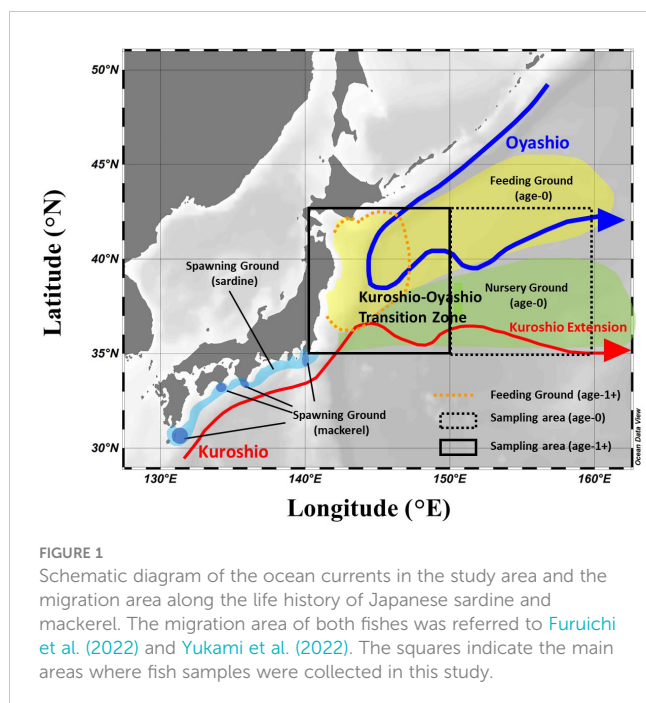 50°N
45°N
40°N
35°N
30°N
Latitude (°N)
Oyashio
Feeding Ground
(age-0)
Spawning Ground
(sardine)
Kuroshio-Oyashio
Transition Zone
Nursery Ground
(age-0)
Kuroshio Extension
Spawning Ground
(mackerel)
Kuroshio
Feeding Ground (age-1+)
Sampling area (age-0)
Sampling area (age-1+)
Ocean Data View
130°E
140°E
150°E
160°E
Longitude (°E)
FIGURE 1
Schematic diagram of the ocean currents in the study area and the
migration area along the life history of Japanese sardine and
mackerel. The migration area of both fishes was referred to Furuichi
et al. (2022) and Yukami et al. (2022). The squares indicate the main
areas where fish samples were collected in this study.